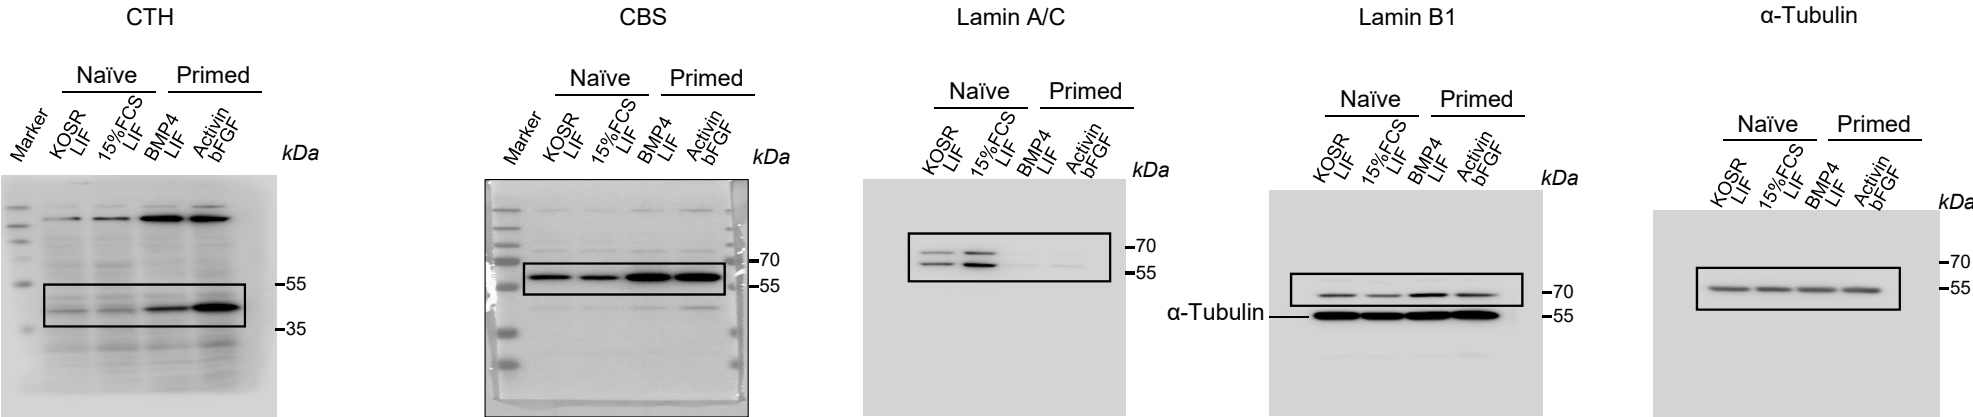 CTH
Naïve Primed
Marker
KOSR
LIF
15%FCS
LIF
BMP4
LIF
Activin
bFGF
kDa
55
35
CBS
Naïve Primed
Marker
KOSR
LIF
15%FCS
LIF
BMP4
LIF
Activin
bFGF
kDa
70
55
Lamin A/C
Naïve Primed
KOSR
LIF
15%FCS
LIF
BMP4
LIF
Activin
bFGF
kDa
70
55
Lamin B1
Naïve Primed
KOSR
LIF
15%FCS
LIF
BMP4
LIF
Activin
bFGF
kDa
70
α-Tubulin
55
α-Tubulin
Naïve Primed
KOSR
LIF
15%FCS
LIF
BMP4
LIF
Activin
bFGF
kDa
70
55